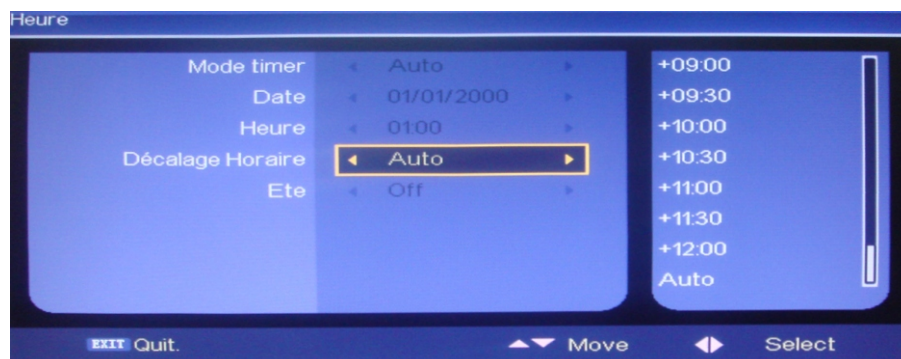 Heure
Mode timer Auto
Date 01/01/2000
Heure 01:00
Décalage Horaire Auto
Ete Off
+09:00
+09:30
+10:00
+10:30
+11:00
+11:30
+12:00
Auto
EXIT Quit. Move Select